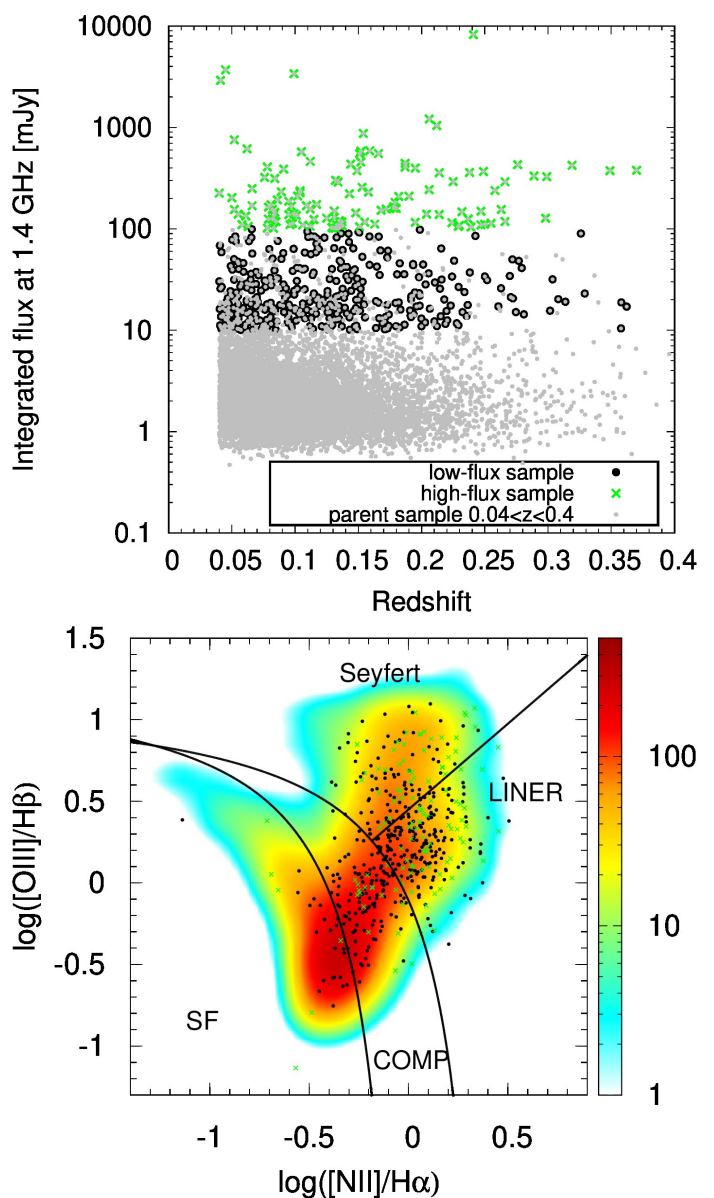 10000
1000
100
10
1
0.1
Integrated flux at 1.4 GHz [mJy]
low-flux sample
high-flux sample
parent sample 0.04<z<0.4
0 0.05 0.1 0.15 0.2 0.25 0.3 0.35 0.4
Redshift
1.5
1
0.5
0
-0.5
-1
log([OIII]/Hβ)
Seyfert
LINER
SF
COMP
100
10
1
-1 -0.5 0 0.5
log([NII]/Hα)